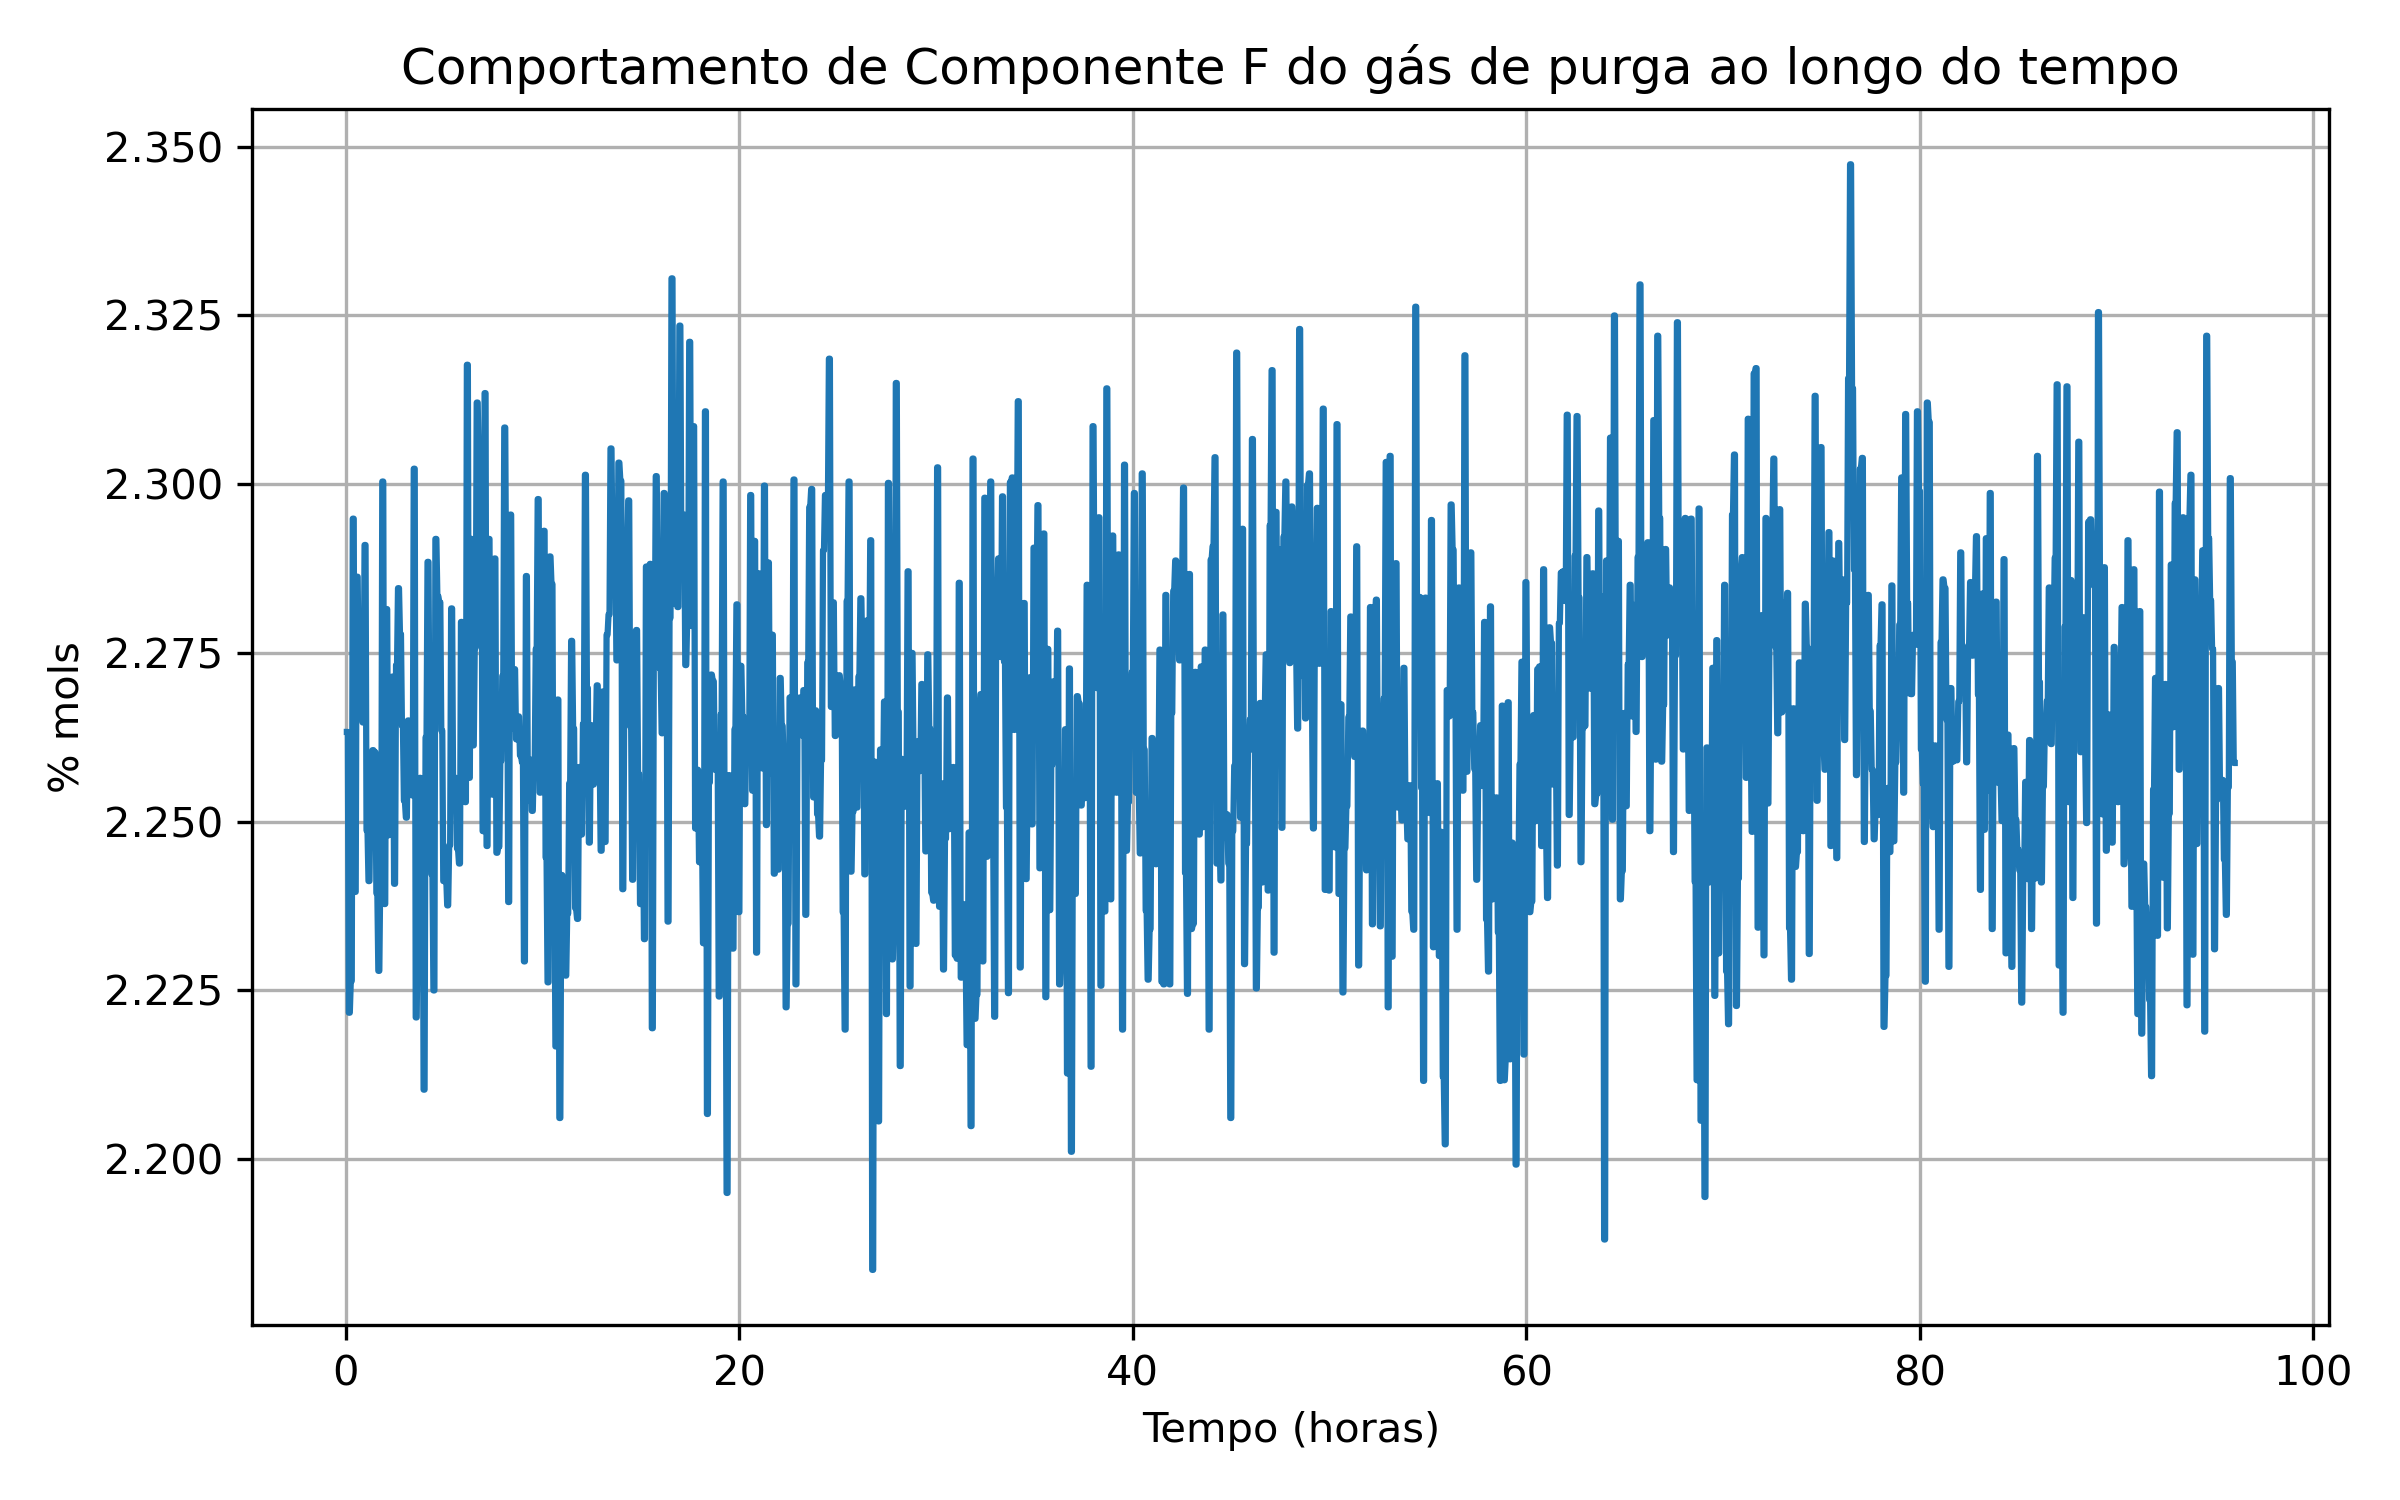 Comportamento de Componente F do gás de purga ao longo do tempo
2.350
2.325
2.300
2.275
2.250
2.225
2.200
% mols
0 20 40 60 80 100
Tempo (horas)